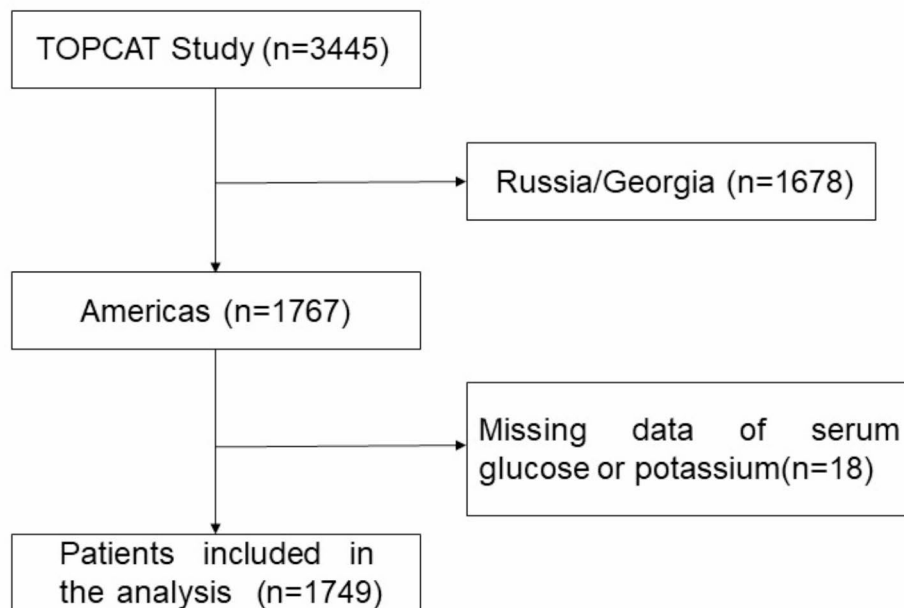 TOPCAT Study (n=3445)
Russia/Georgia (n=1678)
Americas (n=1767)
Missing data of serum
glucose or potassium(n=18)
Patients included in
the analysis (n=1749)